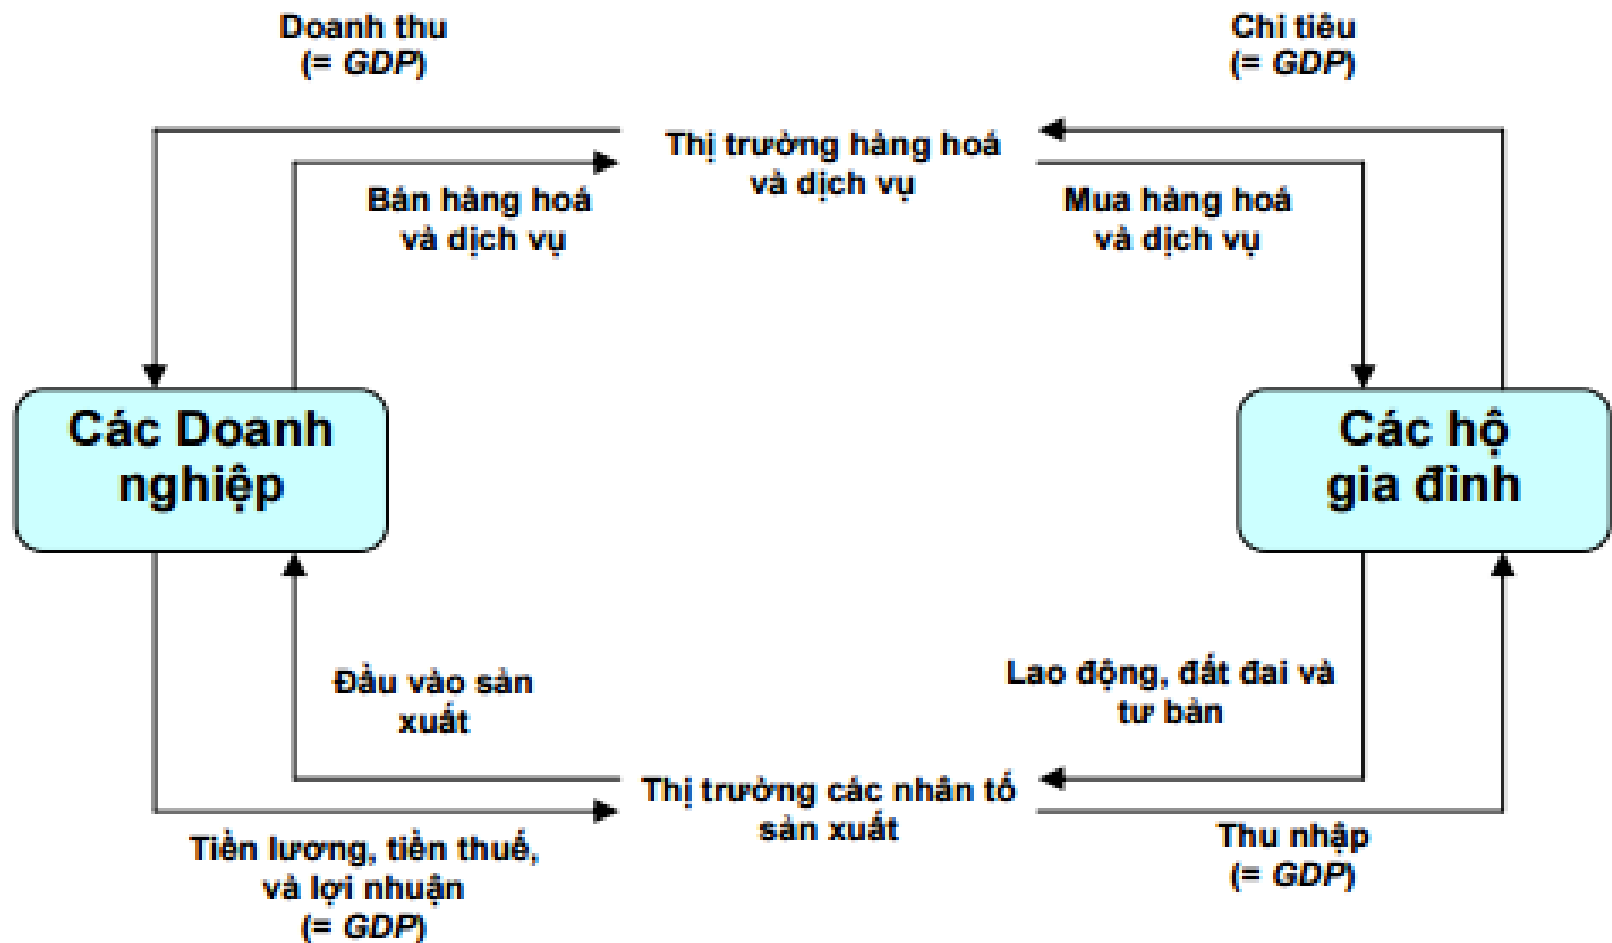 Doanh thu
(= GDP)
Chi tiêu
(= GDP)
Thị trường hàng hoá
và dịch vụ
Bán hàng hoá
và dịch vụ
Mua hàng hoá
và dịch vụ
Các Doanh
nghiệp
Các hộ
gia đình
Đầu vào sản
xuất
Lao động, đất đai và
tư bản
Thị trường các nhân tố
sản xuất
Tiền lương, tiền thuế,
và lợi nhuận
(= GDP)
Thu nhập
(= GDP)